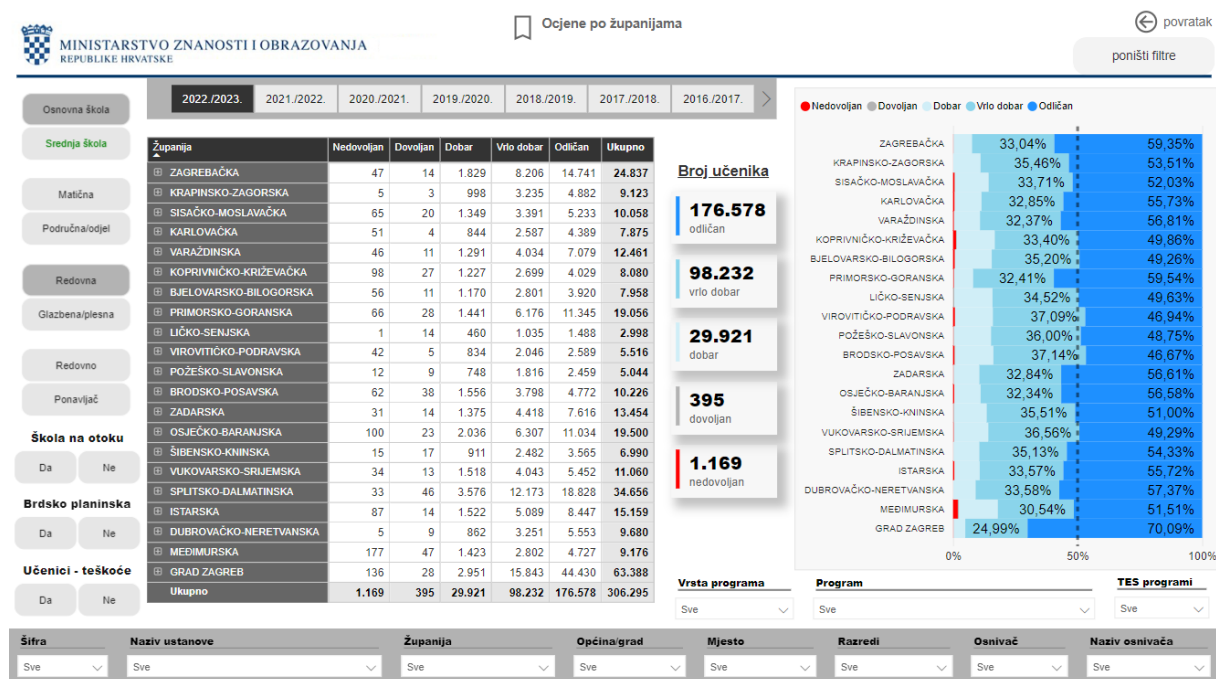 Ocjene po županijama
povratak
MINISTARSTVO ZNANOSTI I OBRAZOVANJA
REPUBLIKE HRVATSKE
poništi filtre
2022./2023. 2021./2022. 2020./2021. 2019./2020. 2018./2019. 2017./2018. 2016./2017.
Osnovna škola
Srednja škola
Matična
Područna/odjel
Redovna
Glazbena/plesna
Redovno
Ponavljač
Škola na otoku
Da Ne
Brdsko planinska
Da Ne
Učenici - teškoće
Da Ne
Županija Nedovoljan Dovoljan Dobar Vrlo dobar Odličan Ukupno
ZAGREBAČKA 47 14 1.829 8.206 14.741 24.837
KRAPINSKO-ZAGORSKA 5 3 998 3.235 4.882 9.123
SISAČKO-MOSLAVAČKA 65 20 1.349 3.391 5.233 10.058
KARLOVAČKA 51 4 844 2.587 4.389 7.875
VARAŽDINSKA 46 11 1.291 4.034 7.079 12.461
KOPRIVNIČKO-KRIŽEVAČKA 98 27 1.227 2.699 4.029 8.080
BJELOVARSKO-BILOGORSKA 56 11 1.170 2.801 3.920 7.958
PRIMORSKO-GORANSKA 66 28 1.441 6.176 11.345 19.056
LIČKO-SENJSKA 1 14 460 1.035 1.488 2.998
VIROVITIČKO-PODRAVSKA 42 5 834 2.046 2.589 5.516
POŽEŠKO-SLAVONSKA 12 9 748 1.816 2.459 5.044
BRODSKO-POSAVSKA 62 38 1.556 3.798 4.772 10.226
ZADARSKA 31 14 1.375 4.418 7.616 13.454
OSJEČKO-BARANJSKA 100 23 2.036 6.307 11.034 19.500
ŠIBENSKO-KNINSKA 15 17 911 2.482 3.565 6.990
VUKOVARSKO-SRIJEMSKA 34 13 1.518 4.043 5.452 11.060
SPLITSKO-DALMATINSKA 33 46 3.576 12.173 18.828 34.656
ISTARSKA 87 14 1.522 5.089 8.447 15.159
DUBROVAČKO-NERETVANSKA 5 9 862 3.251 5.553 9.680
MEĐIMURSKA 177 47 1.423 2.802 4.727 9.176
GRAD ZAGREB 136 28 2.951 15.843 44.430 63.388
Ukupno 1.169 395 29.921 98.232 176.578 306.295
Broj učenika
176.578
odličan
98.232
vrlo dobar
29.921
dobar
395
dovoljan
1.169
nedovoljan
Nedovoljan Dovoljan Dobar Vrlo dobar Odličan
ZAGREBAČKA 33,04% 59,35%
KRAPINSKO-ZAGORSKA 35,46% 53,51%
SISAČKO-MOSLAVAČKA 33,71% 52,03%
KARLOVAČKA 32,85% 55,73%
VARAŽDINSKA 32,37% 56,81%
KOPRIVNIČKO-KRIŽEVAČKA 33,40% 49,86%
BJELOVARSKO-BILOGORSKA 35,20% 49,26%
PRIMORSKO-GORANSKA 32,41% 59,54%
LIČKO-SENJSKA 34,52% 49,63%
VIROVITIČKO-PODRAVSKA 37,09% 46,94%
POŽEŠKO-SLAVONSKA 36,00% 48,75%
BRODSKO-POSAVSKA 37,14% 46,67%
ZADARSKA 32,84% 56,61%
OSJEČKO-BARANJSKA 32,34% 56,58%
ŠIBENSKO-KNINSKA 35,51% 51,00%
VUKOVARSKO-SRIJEMSKA 36,56% 49,29%
SPLITSKO-DALMATINSKA 35,13% 54,33%
ISTARSKA 33,57% 55,72%
DUBROVAČKO-NERETVANSKA 33,58% 57,37%
MEĐIMURSKA 30,54% 51,51%
GRAD ZAGREB 24,99% 70,09%
0% 50% 100%
Vrsta programa Program TES programi
Sve Sve Sve
Šifra Naziv ustanove Županija Općina/grad Mjesto Razredi Osnivač Naziv osnivača
Sve Sve Sve Sve Sve Sve Sve Sve